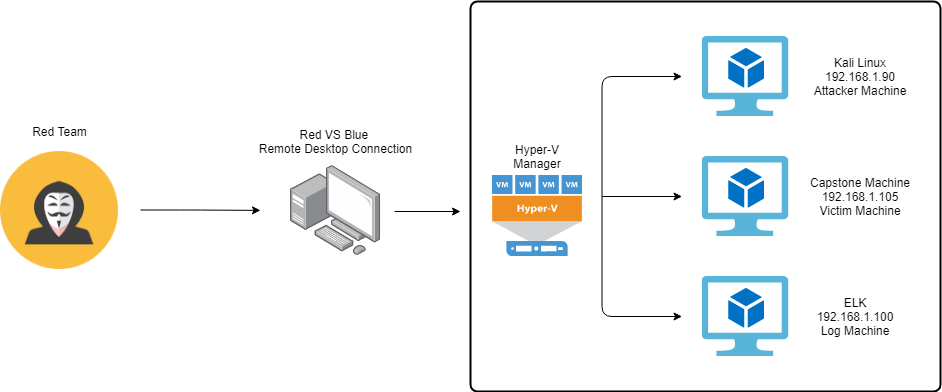 Red Team
Red VS Blue
Remote Desktop Connection
Hyper-V
Manager
VM VM VM VM
Hyper-V
Kali Linux
192.168.1.90
Attacker Machine
Capstone Machine
192.168.1.105
Victim Machine
ELK
192.168.1.100
Log Machine